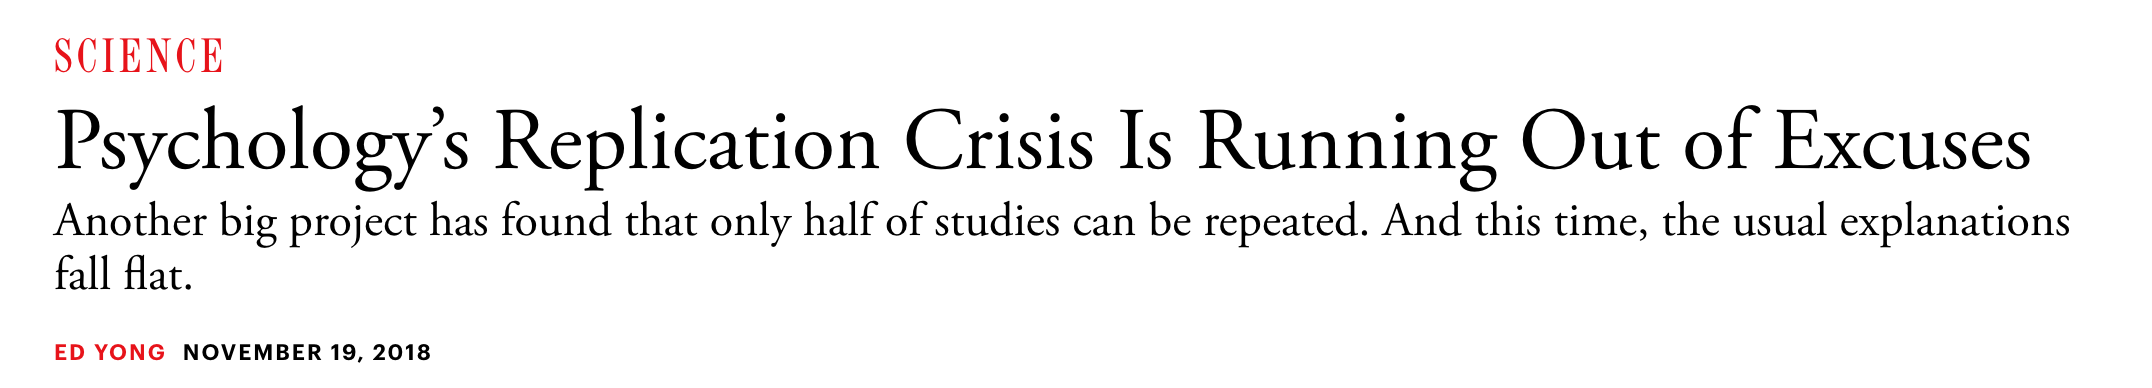 SCIENCE
Psychology’s Replication Crisis Is Running Out of Excuses
Another big project has found that only half of studies can be repeated. And this time, the usual explanations
fall flat.
ED YONG NOVEMBER 19, 2018